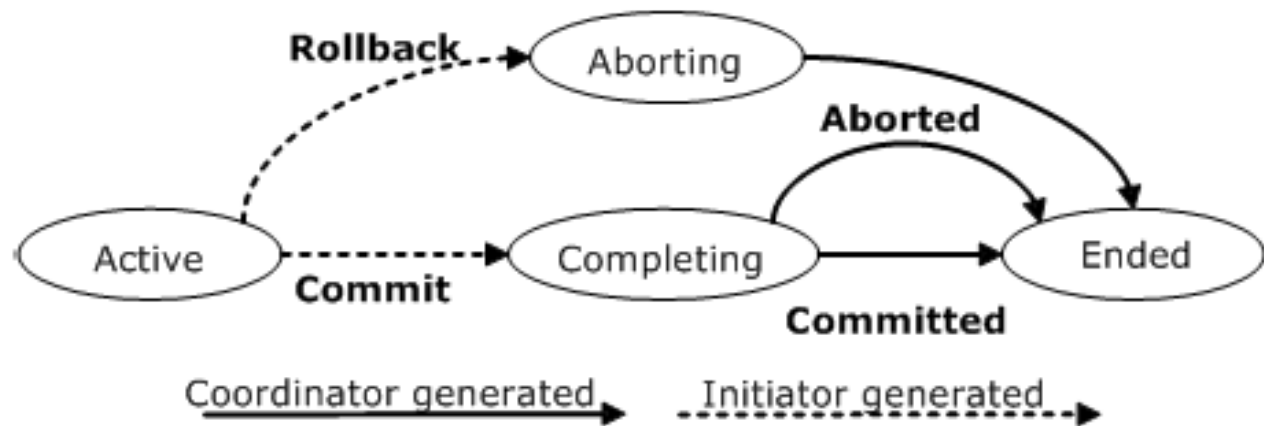 Rollback
Aborting
Aborted
Active
Completing
Ended
Commit
Committed
Coordinator generated
Initiator generated